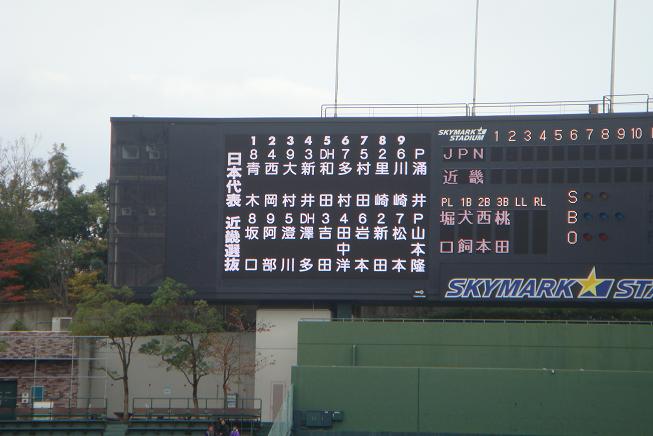 SKYMARK STADIUM
1 2 3 4 5 6 7 8 9
日本代表
8 青木
4 西岡
9 大村
3 新井
DH 和田
7 多村
5 村田
2 里崎
6 川崎
P 涌井
近畿選抜
8 坂口
9 阿部
5 澄川
DH 澤多
3 吉田
4 田中洋
6 岩本
2 新田
7 松本
P 山本隆
1 2 3 4 5 6 7 8 9 10
JPN
近畿
PL 1B 2B 3B LL RL
堀口
犬飼
西本
桃田
S
B
O
SKYMARK STA